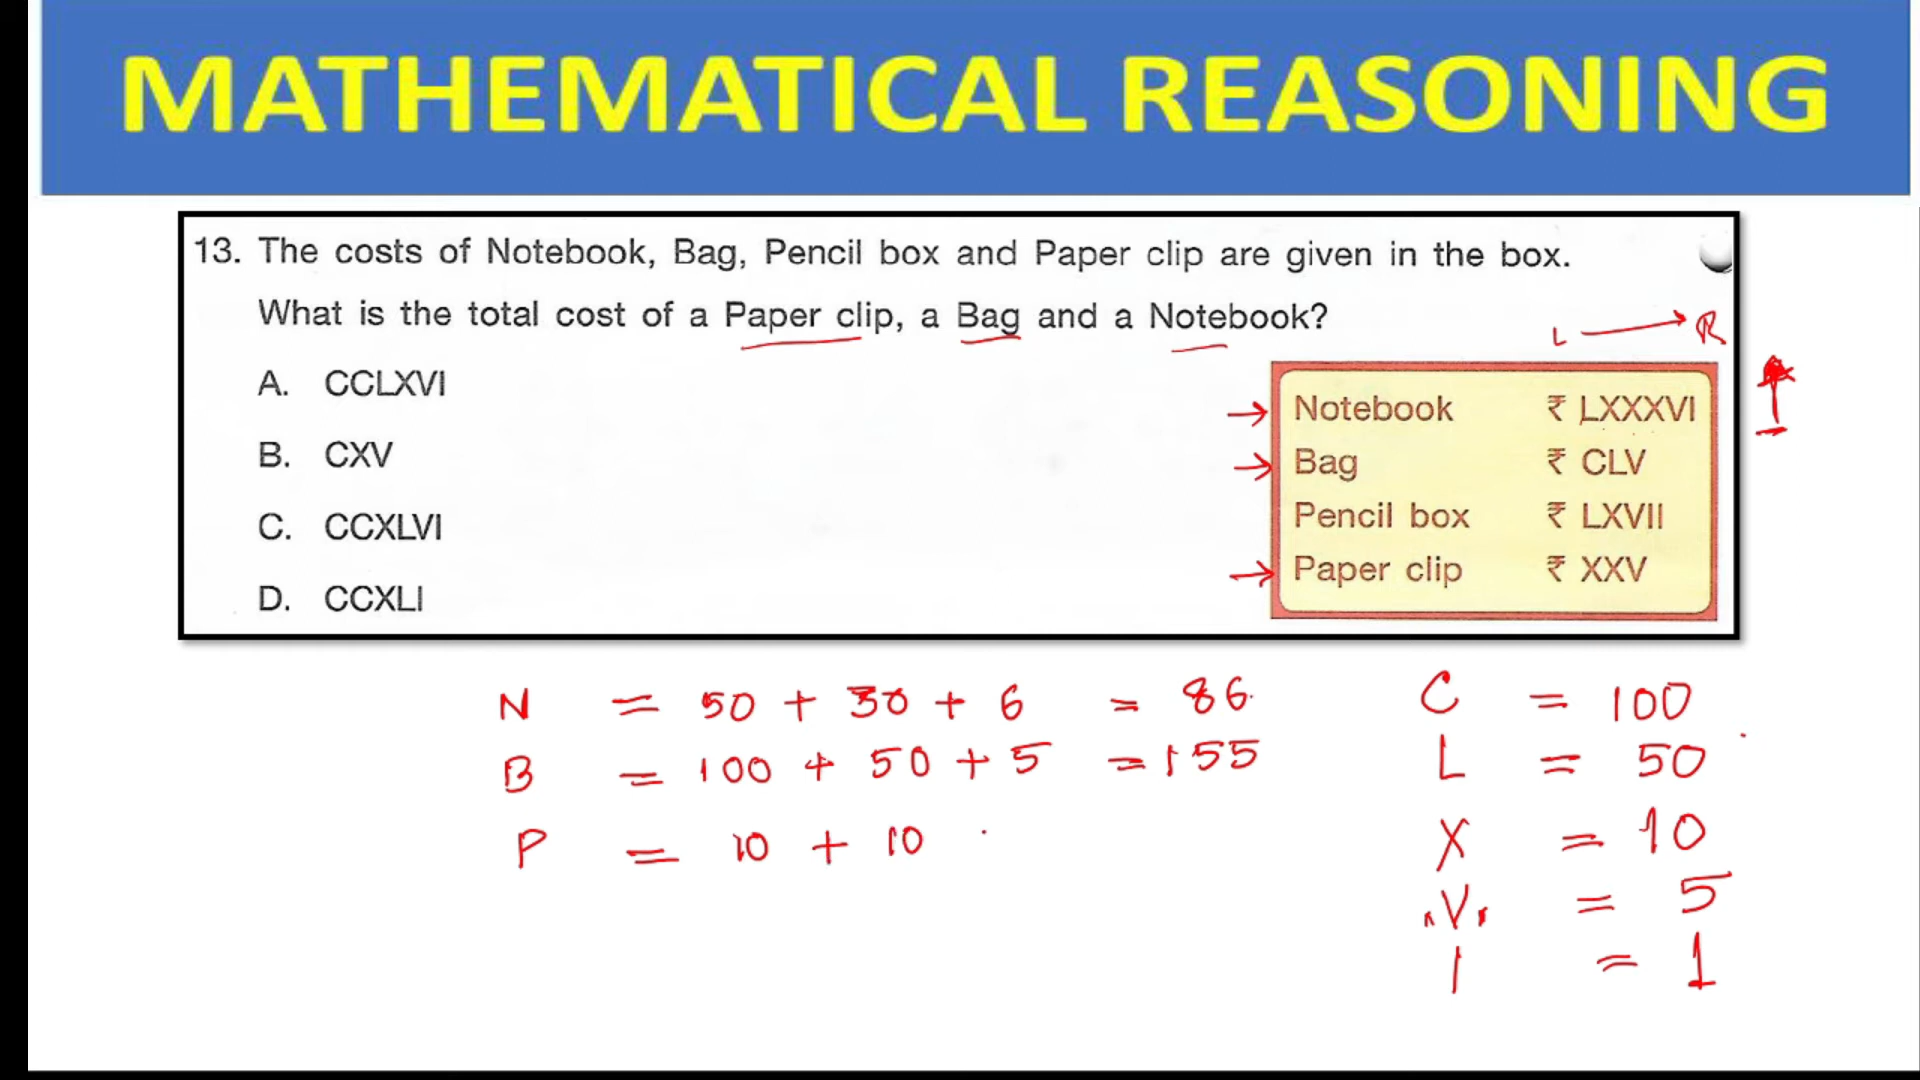 MATHEMATICAL REASONING
13. The costs of Notebook, Bag, Pencil box and Paper clip are given in the box.
What is the total cost of a Paper clip, a Bag and a Notebook?
L → R
A. CCLXVI
B. CXV
C. CCXLVI
D. CCXLI
→ Notebook ₹ LXXXVI
→ Bag ₹ CLV
Pencil box ₹ LXVII
→ Paper clip ₹ XXV
N = 50 + 30 + 6 = 86
B = 100 + 50 + 5 = 155
P = 10 + 10
C = 100
L = 50
X = 10
V = 5
I = 1